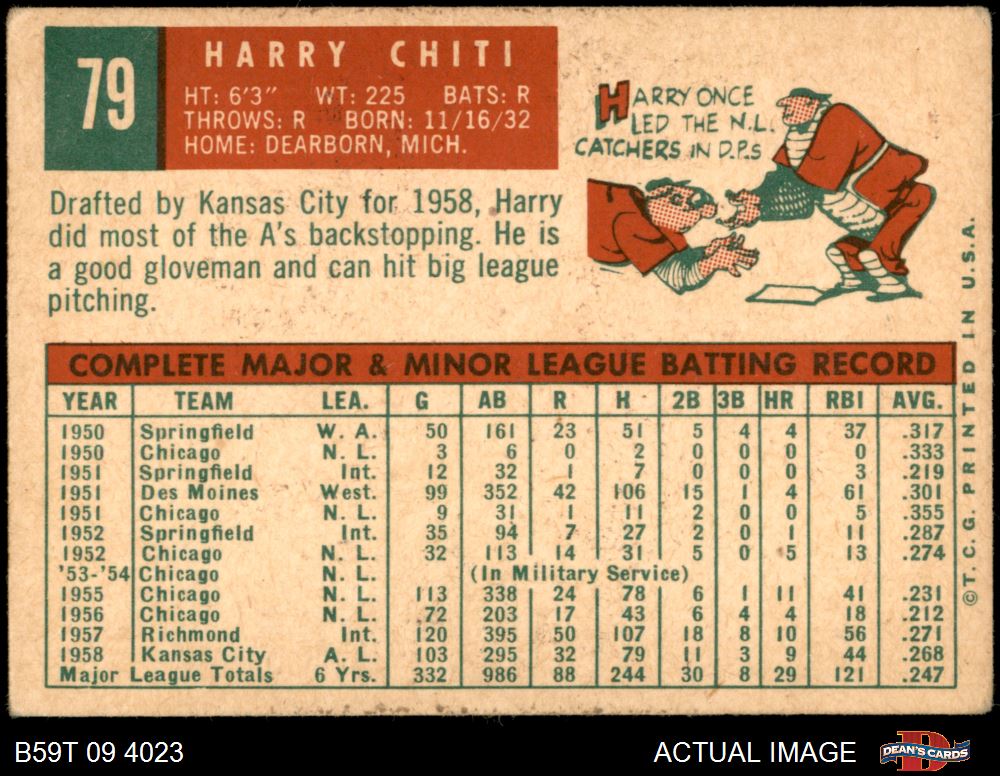 79
HARRY CHITI
HT: 6'3" WT: 225 BATS: R
THROWS: R BORN: 11/16/32
HOME: DEARBORN, MICH.
HARRY ONCE
LED THE N.L.
CATCHERS IN D.P.s
Drafted by Kansas City for 1958, Harry
did most of the A's backstopping. He is
a good gloveman and can hit big league
pitching.
COMPLETE MAJOR & MINOR LEAGUE BATTING RECORD
YEAR TEAM LEA. G AB R H 2B 3B HR RBI AVG.
1950 Springfield W. A. 50 161 23 51 5 4 4 37 .317
1950 Chicago N. L. 3 6 0 2 0 0 0 0 .333
1951 Springfield Int. 12 32 1 7 0 0 0 3 .219
1951 Des Moines West. 99 352 42 106 15 1 4 61 .301
1951 Chicago N. L. 9 31 1 11 2 0 0 5 .355
1952 Springfield Int. 35 94 7 27 2 0 1 11 .287
1952 Chicago N. L. 32 113 14 31 5 0 5 13 .274
'53-'54 Chicago N. L. (In Military Service)
1955 Chicago N. L. 113 338 24 78 6 1 11 41 .231
1956 Chicago N. L. 72 203 17 43 6 4 4 18 .212
1957 Richmond Int. 120 395 50 107 18 8 10 56 .271
1958 Kansas City A. L. 103 295 32 79 11 3 9 44 .268
Major League Totals 6 Yrs. 332 986 88 244 30 8 29 121 .247
©T. C. G. PRINTED IN U.S.A.
B59T 09 4023
ACTUAL IMAGE
D
DEAN'S CARDS